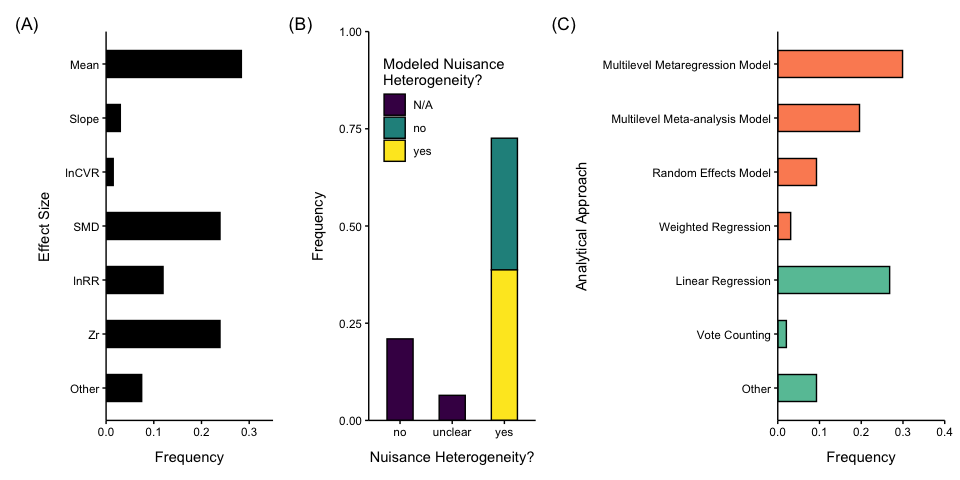 (A)
Mean
Slope
lnCVR
SMD
lnRR
Zr
Other
Effect Size
0.0
0.1
0.2
0.3
Frequency
(B)
1.00
0.75
0.50
0.25
0.00
Frequency
Modeled Nuisance
Heterogeneity?
N/A
no
yes
no
unclear
yes
Nuisance Heterogeneity?
(C)
Multilevel Metaregression Model
Multilevel Meta-analysis Model
Random Effects Model
Weighted Regression
Linear Regression
Vote Counting
Other
Analytical Approach
0.0
0.1
0.2
0.3
0.4
Frequency